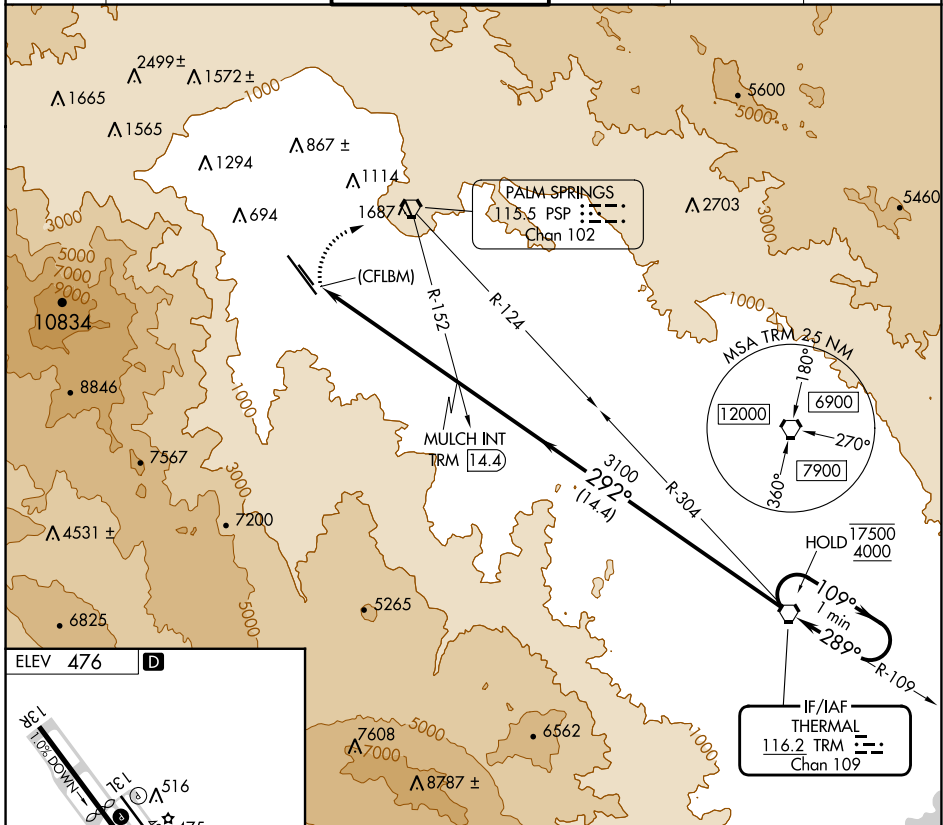 2499 ±
1572 ±
1665
1000
5600
5000
1565
867 ±
1294
1114
PALM SPRINGS
115.5 PSP
Chan 102
2703
5460
3000
694
1687
3000
5000
7000
9000
10834
(CFLBM)
R-152
R-124
1000
MSA TRM 25 NM
180°
12000
6900
270°
7900
360°
8846
1000
MULCH INT
TRM 14.4
7567
3000
3100
292°
(14.4)
R-304
4531 ±
7200
HOLD 17500
4000
109°
1 min
289°
R-109
5265
6825
5000
ELEV 476 D
IF/IAF
THERMAL
116.2 TRM
Chan 109
13R
1.0% DOWN
13L
516
P
7608
5000
7000
6562
8787 ±
1000